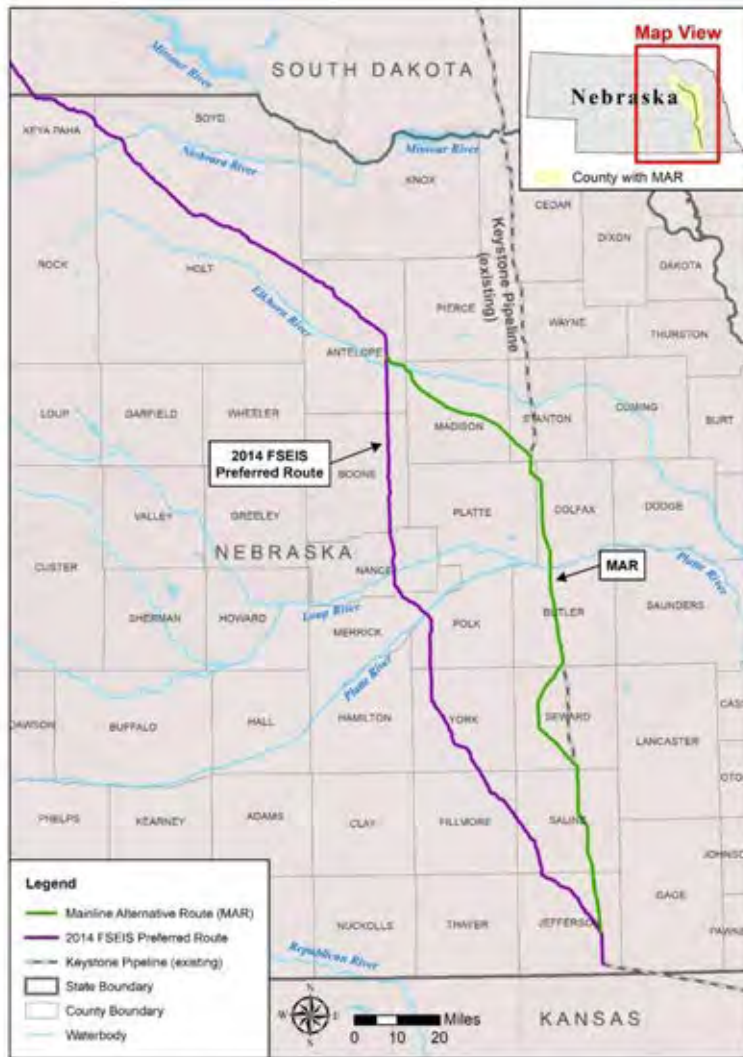 Map View
Nebraska
County with MAR
SOUTH DAKOTA
Missouri River
KEYA PAHA
BOYD
Niobrara River
Missouri River
KNOX
CEDAR
DIXON
DAKOTA
Keystone Pipeline
(existing)
ROCK
HOLT
Elkhorn River
PIERCE
WAYNE
THURSTON
ANTELOPE
LOUP
GARFIELD
WHEELER
MADISON
STANTON
CUMING
BURT
2014 FSEIS
Preferred Route
BOONE
VALLEY
GREELEY
PLATTE
COLFAX
DODGE
NEBRASKA
CUSTER
NANCE
MAR
Platte River
SHERMAN
HOWARD
Loup River
MERRICK
POLK
BUTLER
SAUNDERS
Platte River
DAWSON
BUFFALO
HALL
HAMILTON
YORK
SEWARD
LANCASTER
CASS
OTO
PHELPS
KEARNEY
ADAMS
CLAY
FILLMORE
SALINE
JOHNSO
GAGE
PAWNE
NUCKOLLS
THAYER
JEFFERSON
Republican River
Legend
Mainline Alternative Route (MAR)
2014 FSEIS Preferred Route
Keystone Pipeline (existing)
State Boundary
County Boundary
Waterbody
N
W
E
S
0 10 20 Miles
KANSAS